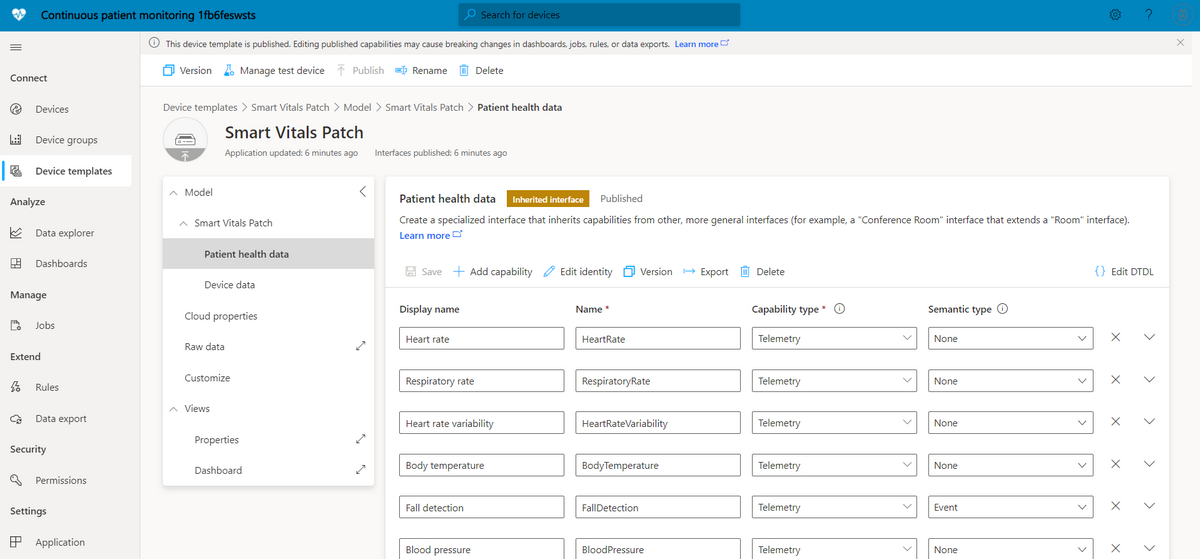 Continuous patient monitoring 1fb6feswsts
Search for devices
?
This device template is published. Editing published capabilities may cause breaking changes in dashboards, jobs, rules, or data exports. Learn more
Version Manage test device Publish Rename Delete
Connect
Devices
Device groups
Device templates
Analyze
Data explorer
Dashboards
Manage
Jobs
Extend
Rules
Data export
Security
Permissions
Settings
Application
Device templates > Smart Vitals Patch > Model > Smart Vitals Patch > Patient health data
Smart Vitals Patch
Application updated: 6 minutes ago Interfaces published: 6 minutes ago
Model
Smart Vitals Patch
Patient health data
Device data
Cloud properties
Raw data
Customize
Views
Properties
Dashboard
Patient health data Inherited interface Published
Create a specialized interface that inherits capabilities from other, more general interfaces (for example, a "Conference Room" interface that extends a "Room" interface).
Learn more
Save Add capability Edit identity Version Export Delete {} Edit DTDL
Display name Name * Capability type * Semantic type
Heart rate HeartRate Telemetry None
Respiratory rate RespiratoryRate Telemetry None
Heart rate variability HeartRateVariability Telemetry None
Body temperature BodyTemperature Telemetry None
Fall detection FallDetection Telemetry Event
Blood pressure BloodPressure Telemetry None